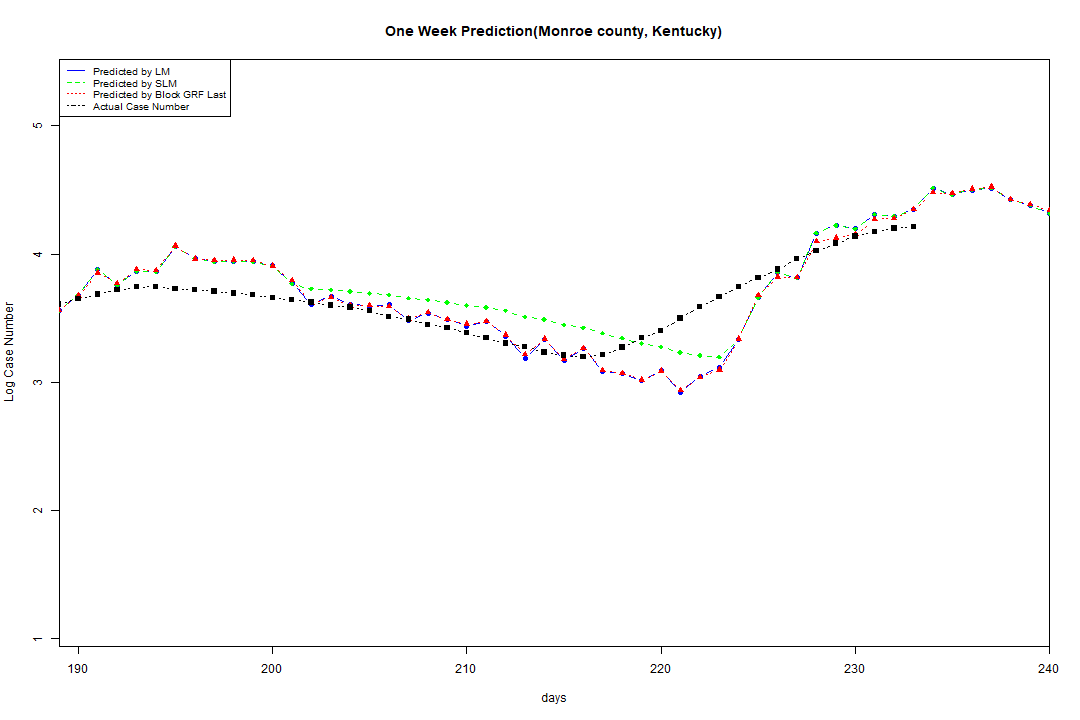 One Week Prediction(Monroe county, Kentucky)
Predicted by LM
Predicted by SLM
Predicted by Block GRF Last
Actual Case Number
5
4
3
2
1
Log Case Number
190 200 210 220 230 240
days